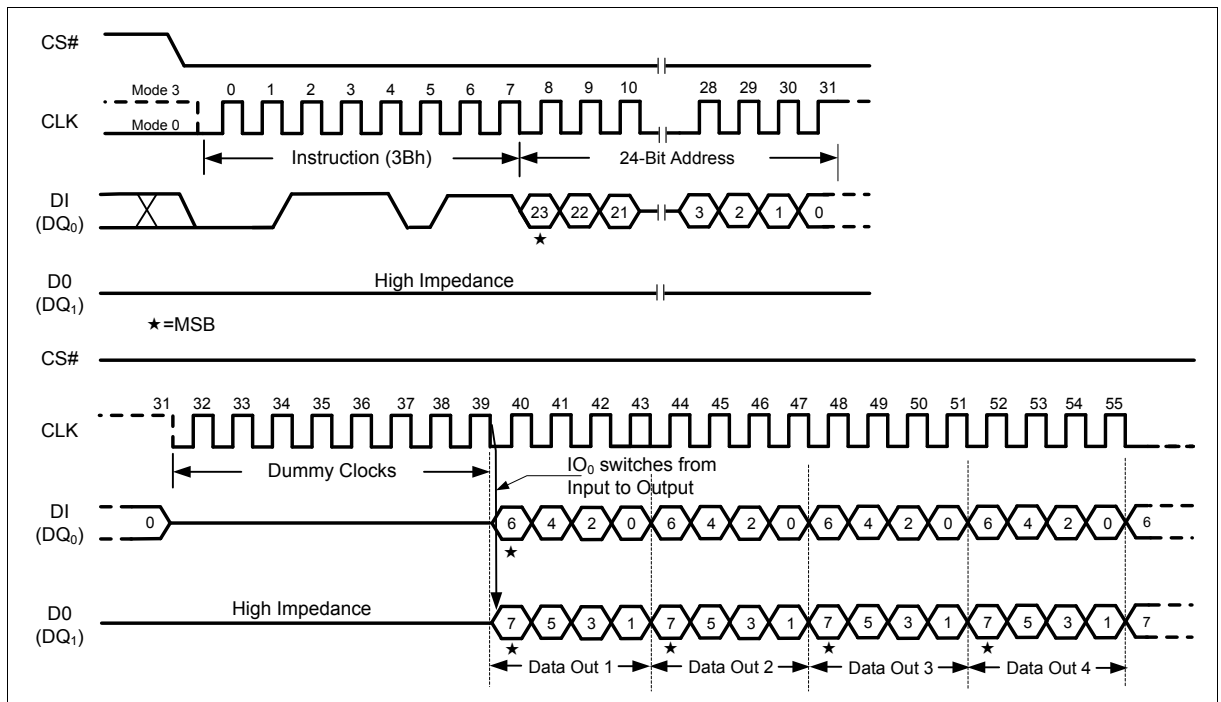 CS#
Mode 3 0 1 2 3 4 5 6 7 8 9 10 28 29 30 31
CLK Mode 0
Instruction (3Bh) 24-Bit Address
DI
(DQ0) 23 22 21 3 2 1 0
★
D0 High Impedance
(DQ1)
★=MSB
CS#
31 32 33 34 35 36 37 38 39 40 41 42 43 44 45 46 47 48 49 50 51 52 53 54 55
CLK
Dummy Clocks IO0 switches from
Input to Output
DI
(DQ0) 0 6 4 2 0 6 4 2 0 6 4 2 0 6 4 2 0 6
★
D0 High Impedance
(DQ1) 7 5 3 1 7 5 3 1 7 5 3 1 7 5 3 1 7
★ ★ ★ ★
Data Out 1 Data Out 2 Data Out 3 Data Out 4